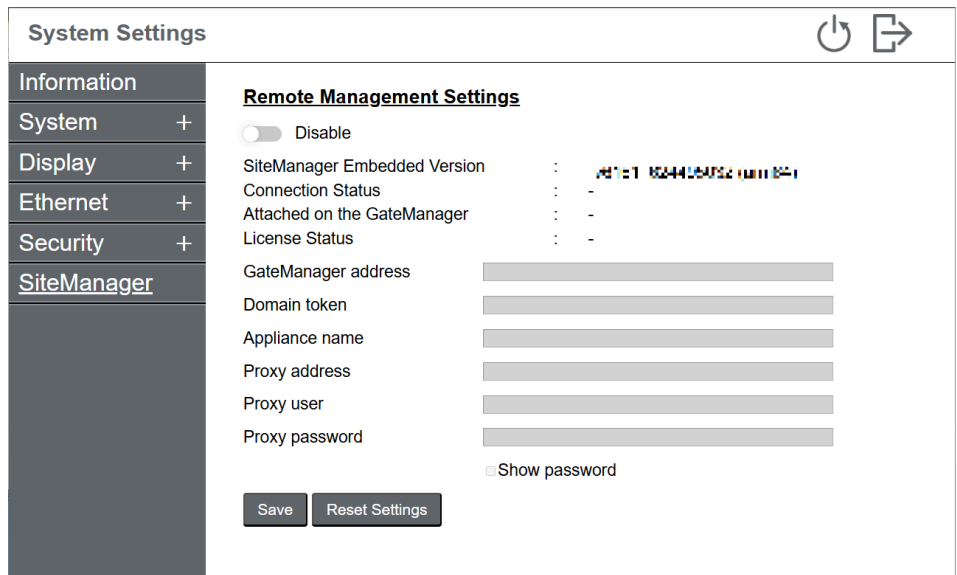 System Settings
Information
System +
Display +
Ethernet +
Security +
SiteManager
Remote Management Settings
Disable
SiteManager Embedded Version :
Connection Status : -
Attached on the GateManager : -
License Status : -
GateManager address
Domain token
Appliance name
Proxy address
Proxy user
Proxy password
Show password
Save Reset Settings